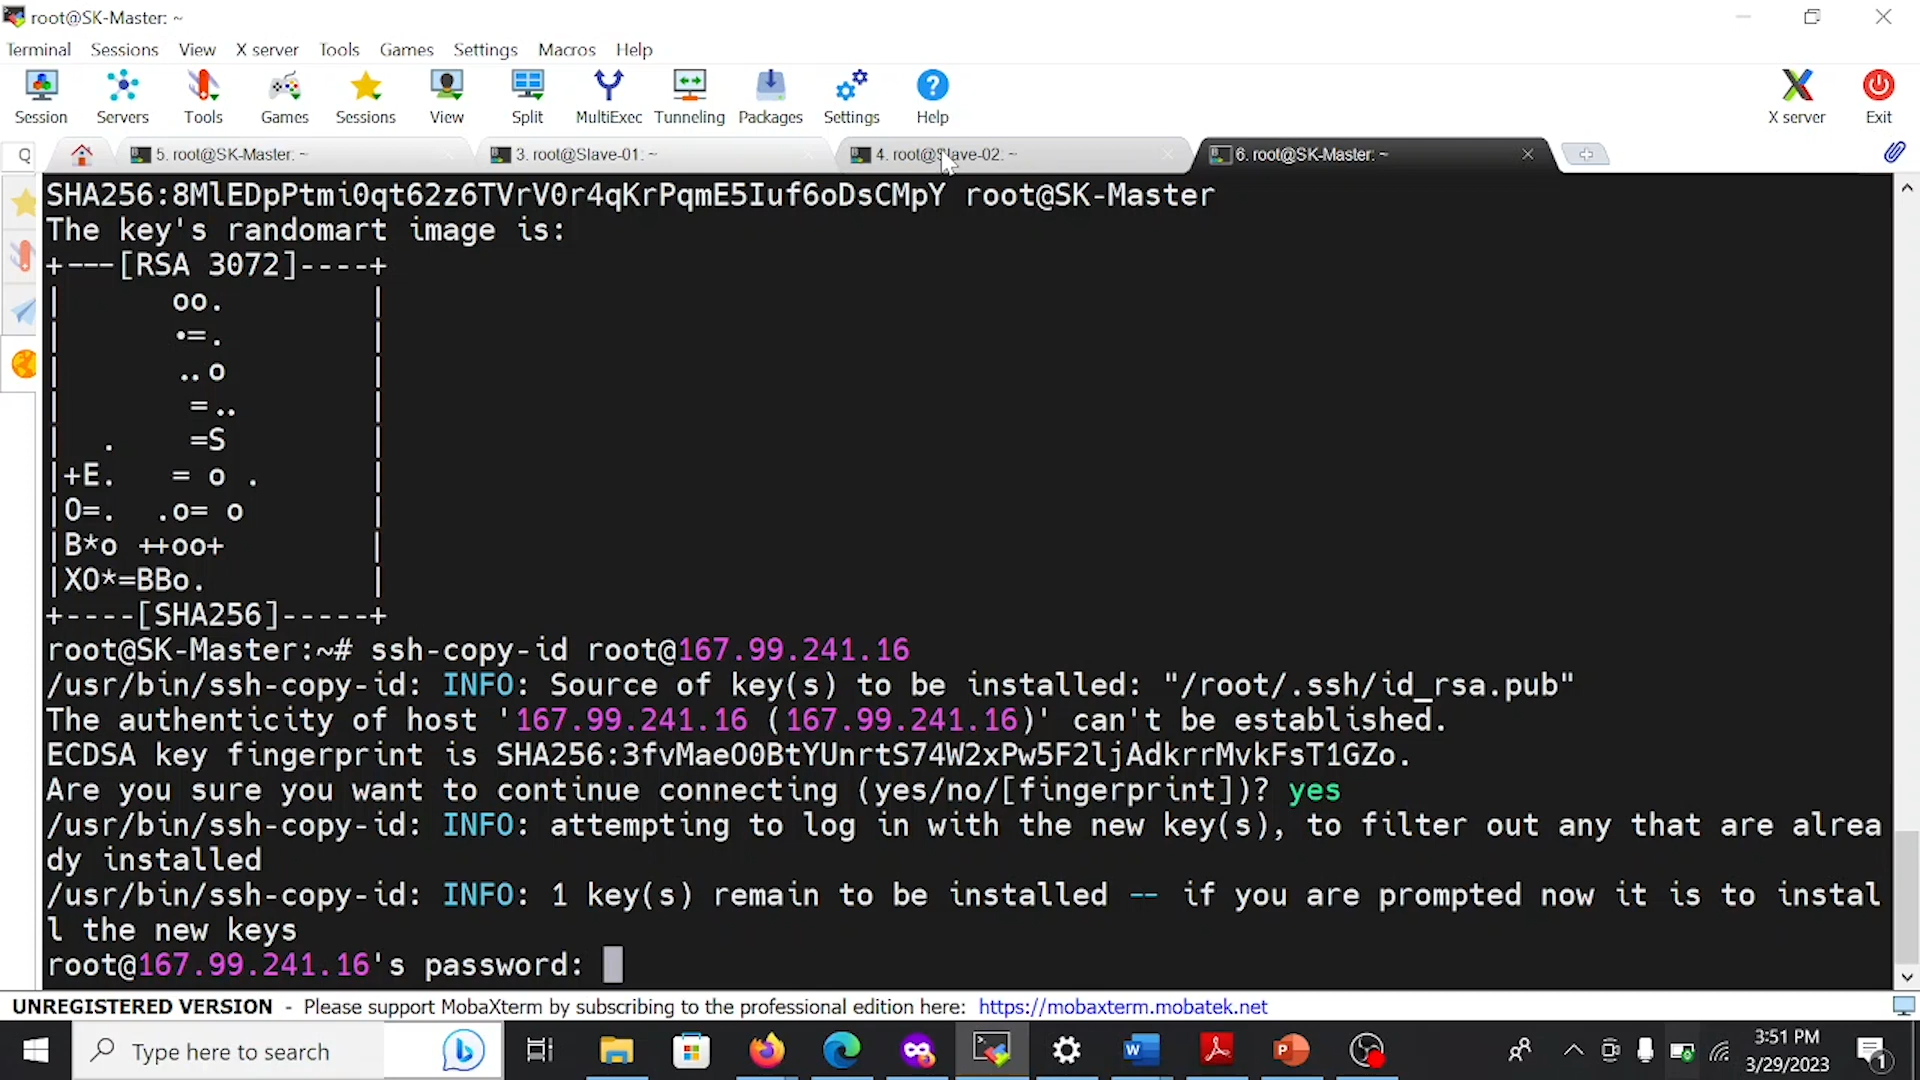 root@SK-Master: ~
Terminal Sessions View X server Tools Games Settings Macros Help
Session Servers Tools Games Sessions View Split MultiExec Tunneling Packages Settings Help X server Exit
5. root@SK-Master: ~ 3. root@Slave-01: ~ 4. root@Slave-02: ~ 6. root@SK-Master: ~
SHA256:8MlEDpPtmi0qt62z6TVrV0r4qKrPqmE5Iuf6oDsCMpY root@SK-Master
The key's randomart image is:
+---[RSA 3072]----+
|      oo.        |
|      •=.        |
|      ..o        |
|       =..       |
|  .    =S        |
|+E.   = o .      |
|O=.  .o= o       |
|B*o ++oo+        |
|XO*=BBo.         |
+----[SHA256]-----+
root@SK-Master:~# ssh-copy-id root@167.99.241.16
/usr/bin/ssh-copy-id: INFO: Source of key(s) to be installed: "/root/.ssh/id_rsa.pub"
The authenticity of host '167.99.241.16 (167.99.241.16)' can't be established.
ECDSA key fingerprint is SHA256:3fvMaeO0BtYUnrtS74W2xPw5F2ljAdkrrMvkFsT1GZo.
Are you sure you want to continue connecting (yes/no/[fingerprint])? yes
/usr/bin/ssh-copy-id: INFO: attempting to log in with the new key(s), to filter out any that are alrea
dy installed
/usr/bin/ssh-copy-id: INFO: 1 key(s) remain to be installed -- if you are prompted now it is to instal
l the new keys
root@167.99.241.16's password:
UNREGISTERED VERSION - Please support MobaXterm by subscribing to the professional edition here: https://mobaxterm.mobatek.net
Type here to search
3:51 PM
3/29/2023
1